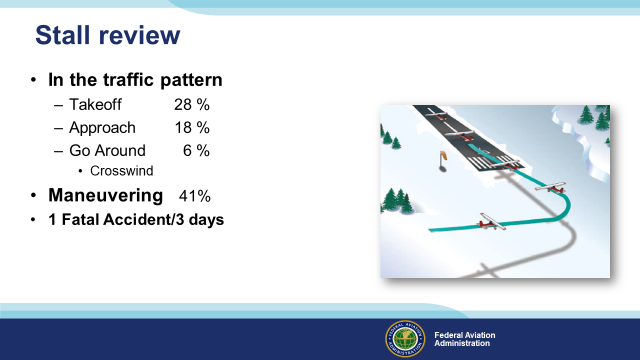 Stall review
• In the traffic pattern
– Takeoff 28 %
– Approach 18 %
– Go Around 6 %
• Crosswind
• Maneuvering 41%
• 1 Fatal Accident/3 days
Federal Aviation
Administration